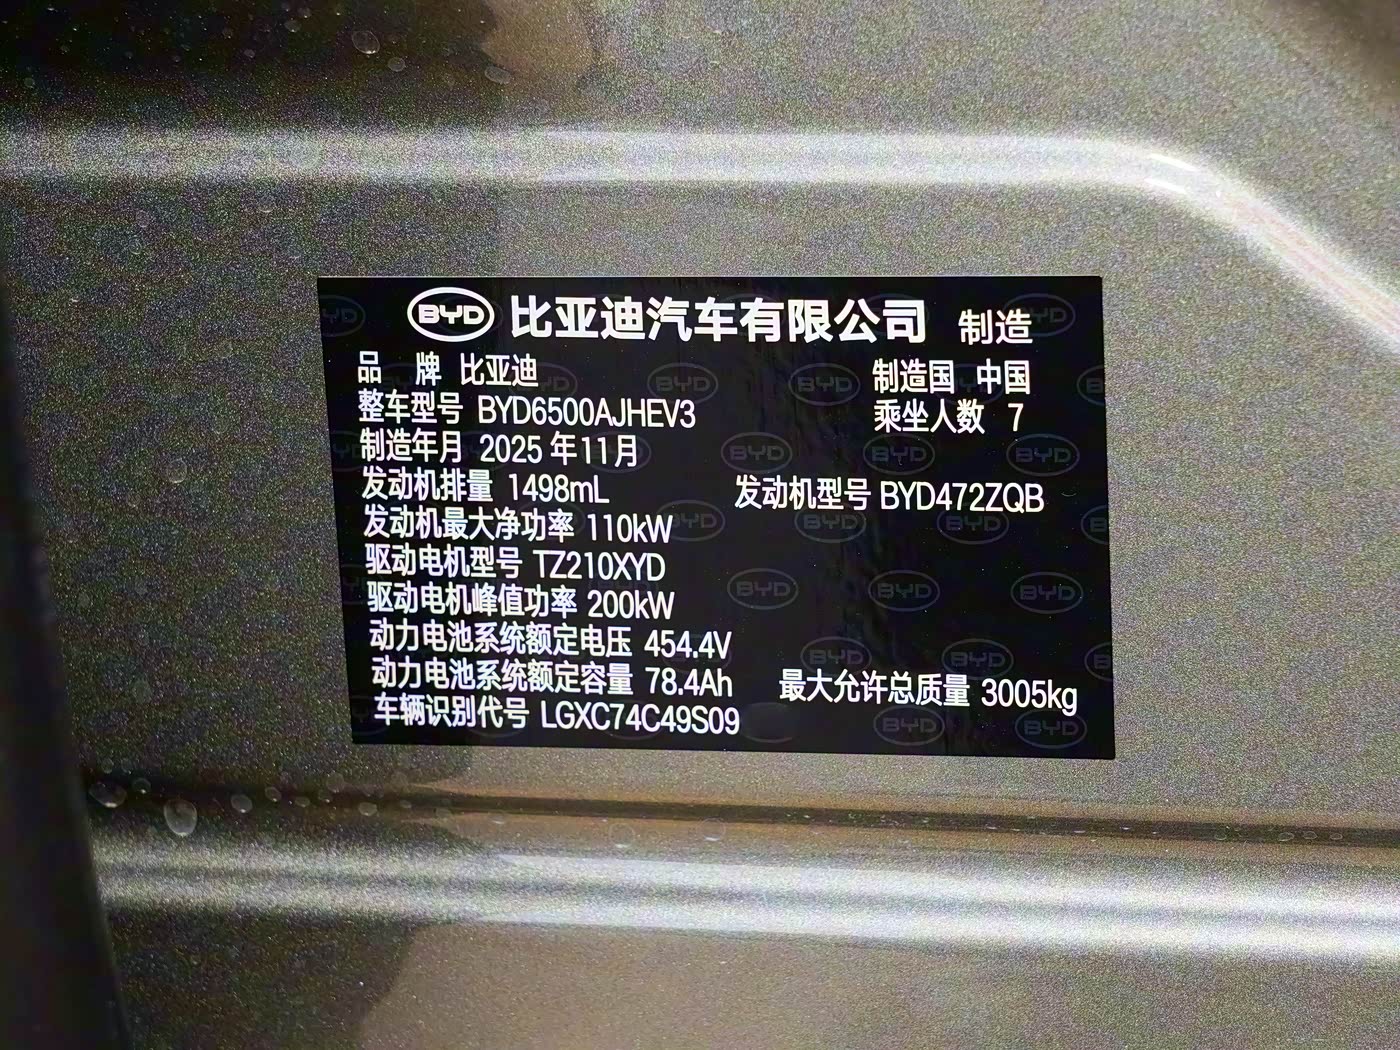 BYD 比亚迪汽车有限公司 制造
品 牌 比亚迪 制造国 中国
整车型号 BYD6500AJHEV3 乘坐人数 7
制造年月 2025年11月
发动机排量 1498mL 发动机型号 BYD472ZQB
发动机最大净功率 110kW
驱动电机型号 TZ210XYD
驱动电机峰值功率 200kW
动力电池系统额定电压 454.4V
动力电池系统额定容量 78.4Ah 最大允许总质量 3005kg
车辆识别代号 LGXC74C49S09